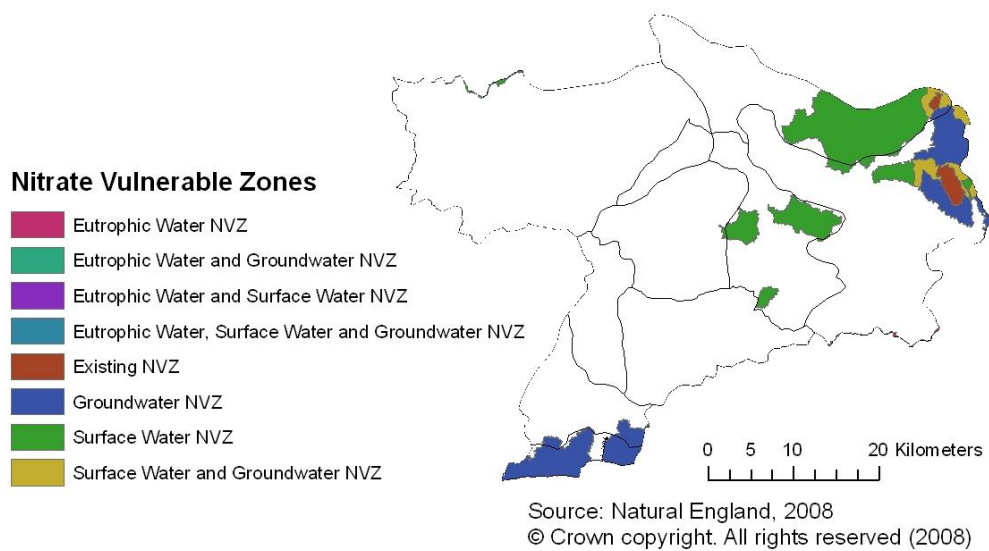 Nitrate Vulnerable Zones
Eutrophic Water NVZ
Eutrophic Water and Groundwater NVZ
Eutrophic Water and Surface Water NVZ
Eutrophic Water, Surface Water and Groundwater NVZ
Existing NVZ
Groundwater NVZ
Surface Water NVZ
Surface Water and Groundwater NVZ
0 5 10 20 Kilometers
Source: Natural England, 2008
© Crown copyright. All rights reserved (2008)